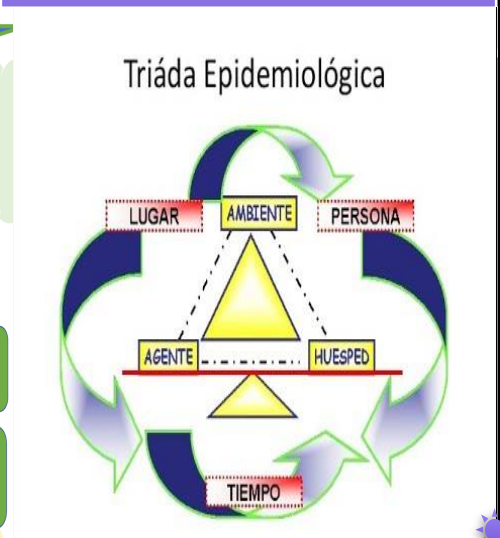 Triáda Epidemiológica
LUGAR
AMBIENTE
PERSONA
AGENTE
HUESPED
TIEMPO